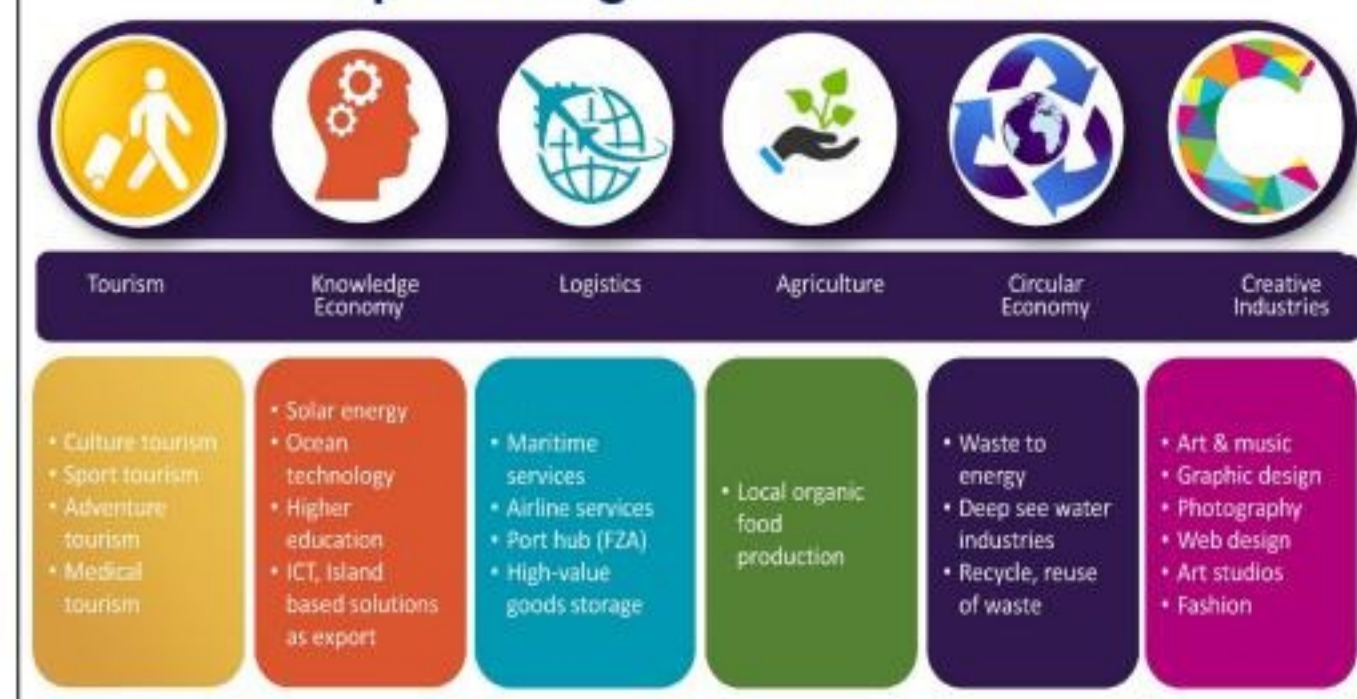 Tourism
Knowledge
Economy
Logistics
Agriculture
Circular
Economy
Creative
Industries
• Culture tourism
• Sport tourism
• Adventure
tourism
• Medical
tourism
• Solar energy
• Ocean
technology
• Higher
education
• ICT, Island
based solutions
as export
• Maritime
services
• Airline services
• Port hub (FZA)
• High-value
goods storage
• Local organic
food
production
• Waste to
energy
• Deep see water
industries
• Recycle, reuse
of waste
• Art & music
• Graphic design
• Photography
• Web design
• Art studios
• Fashion